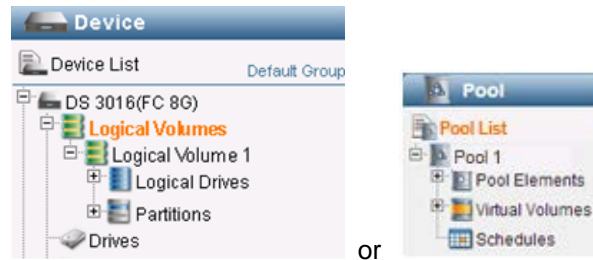 Device
Device List
Default Group
DS 3016(FC 8G)
Logical Volumes
Logical Volume 1
Logical Drives
Partitions
Drives
or
Pool
Pool List
Pool 1
Pool Elements
Virtual Volumes
Schedules